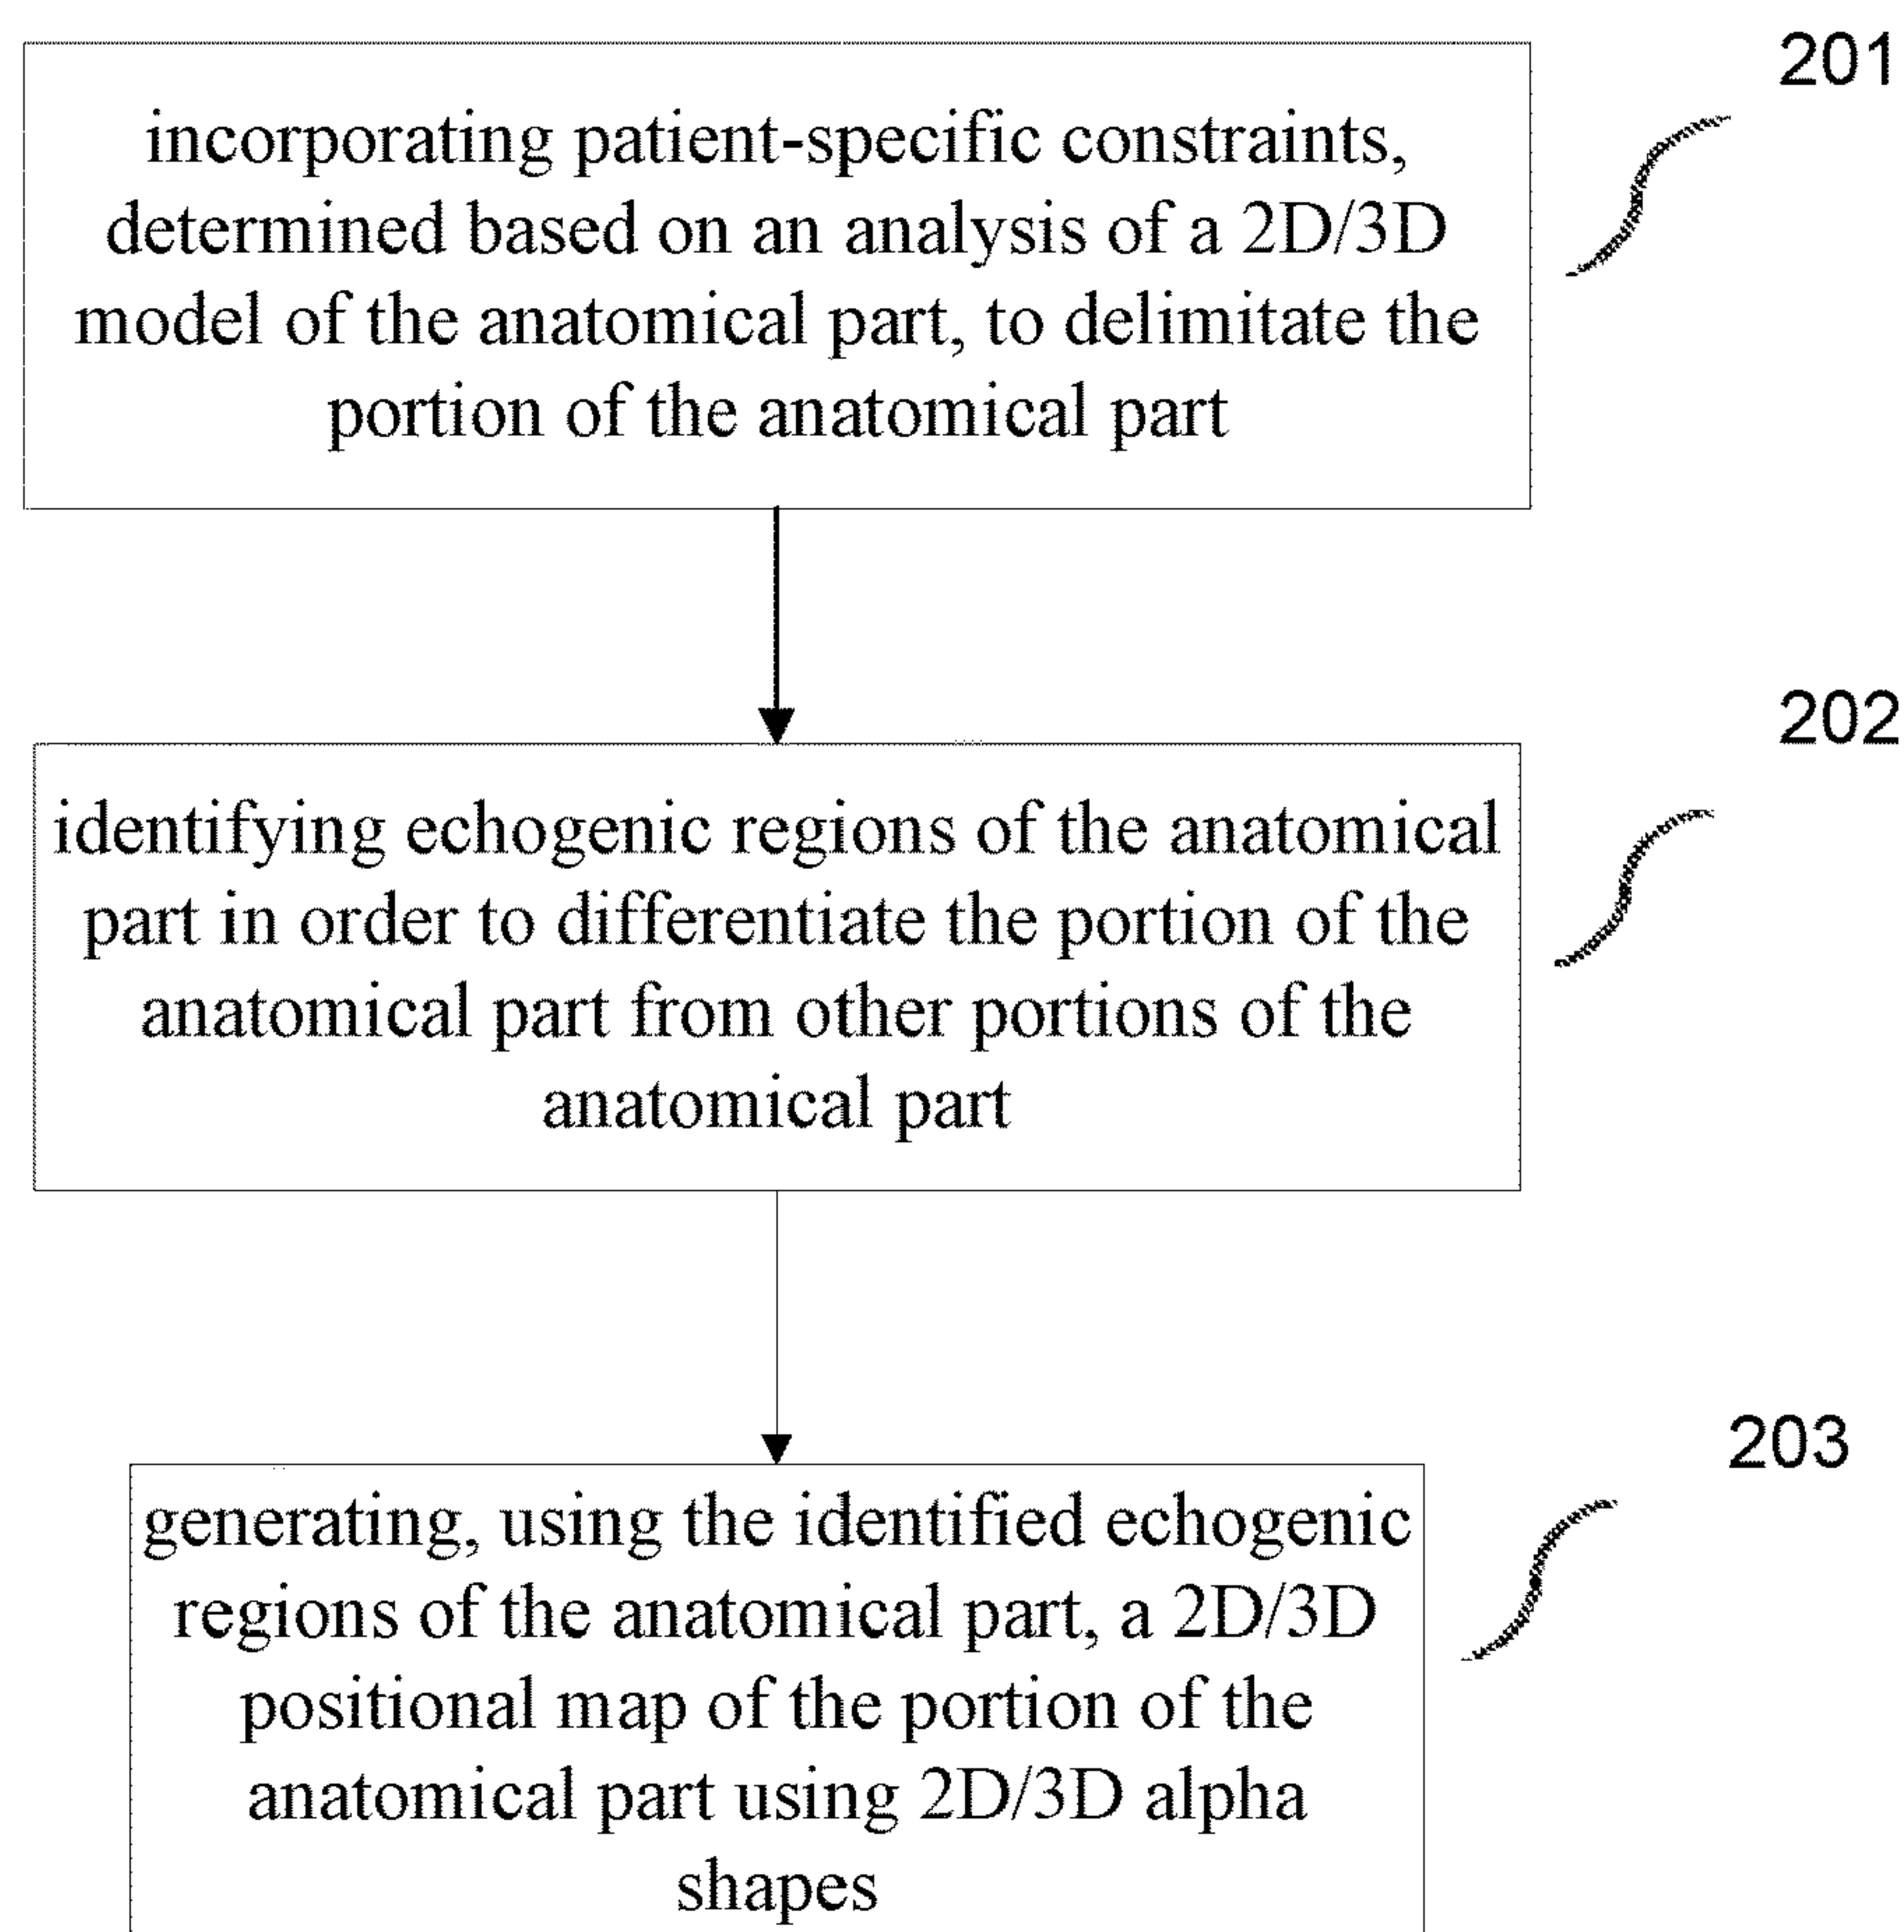 201
incorporating patient-specific constraints,
determined based on an analysis of a 2D/3D
model of the anatomical part, to delimitate the
portion of the anatomical part
202
identifying echogenic regions of the anatomical
part in order to differentiate the portion of the
anatomical part from other portions of the
anatomical part
203
generating, using the identified echogenic
regions of the anatomical part, a 2D/3D
positional map of the portion of the
anatomical part using 2D/3D alpha
shapes